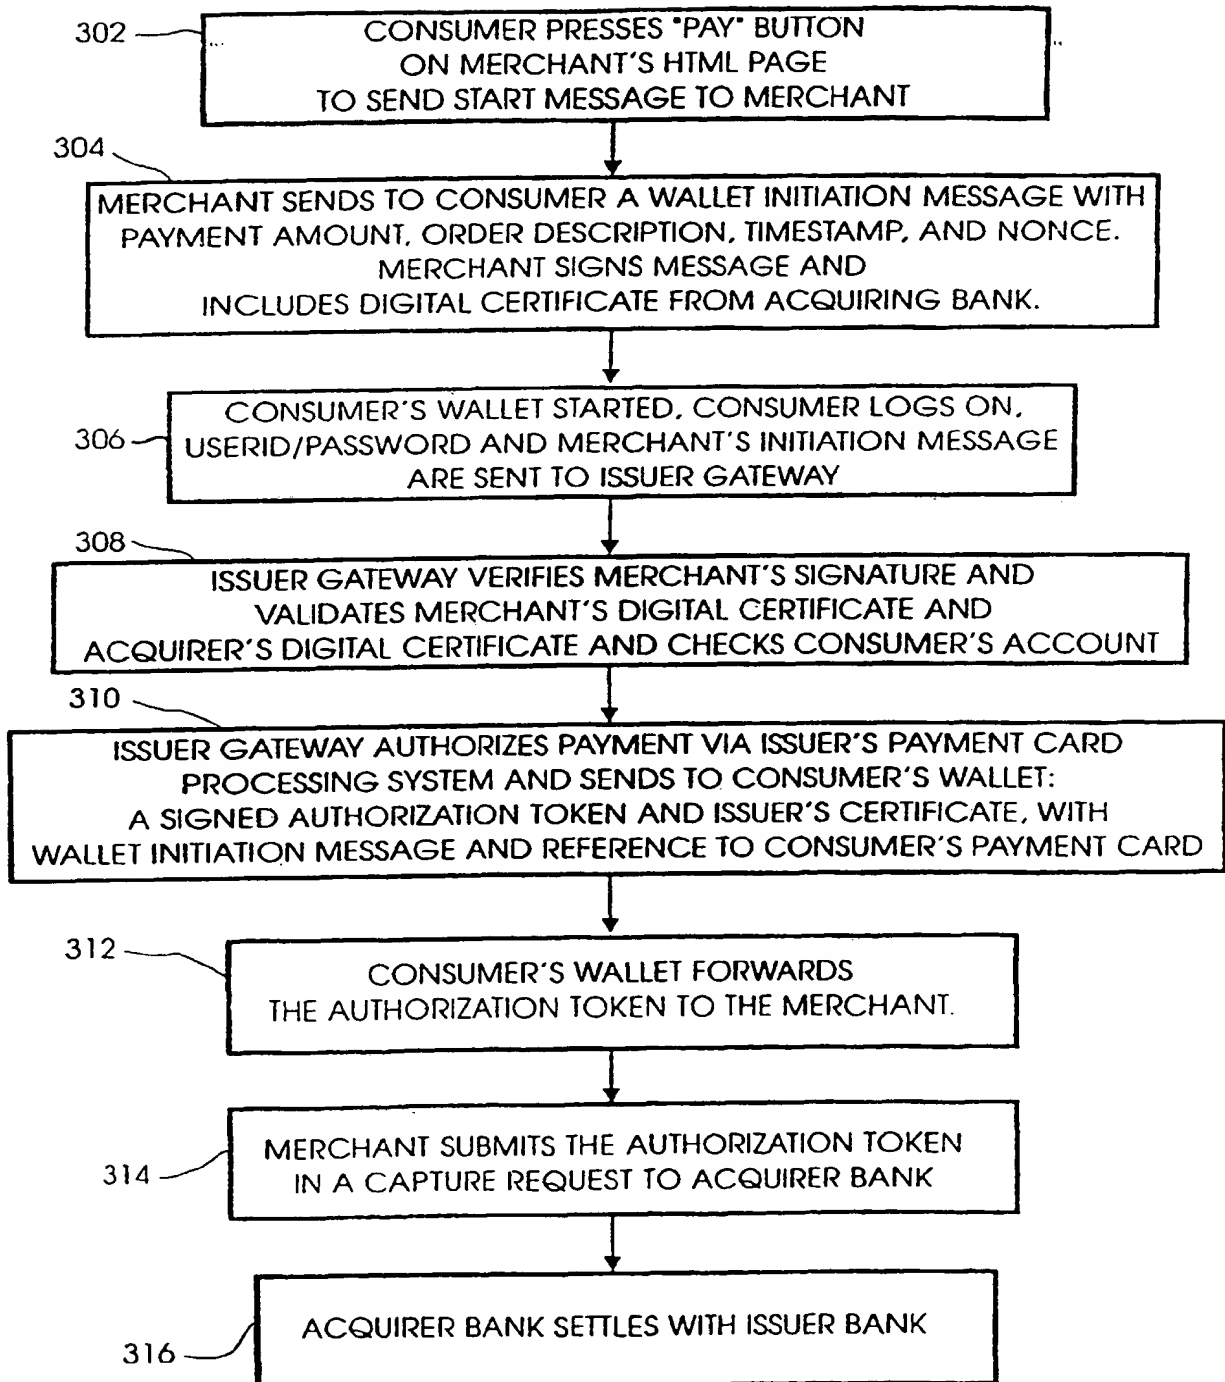 302
CONSUMER PRESSES "PAY" BUTTON
ON MERCHANT'S HTML PAGE
TO SEND START MESSAGE TO MERCHANT
304
MERCHANT SENDS TO CONSUMER A WALLET INITIATION MESSAGE WITH
PAYMENT AMOUNT, ORDER DESCRIPTION, TIMESTAMP, AND NONCE.
MERCHANT SIGNS MESSAGE AND
INCLUDES DIGITAL CERTIFICATE FROM ACQUIRING BANK.
306
CONSUMER'S WALLET STARTED, CONSUMER LOGS ON,
USERID/PASSWORD AND MERCHANT'S INITIATION MESSAGE
ARE SENT TO ISSUER GATEWAY
308
ISSUER GATEWAY VERIFIES MERCHANT'S SIGNATURE AND
VALIDATES MERCHANT'S DIGITAL CERTIFICATE AND
ACQUIRER'S DIGITAL CERTIFICATE AND CHECKS CONSUMER'S ACCOUNT
310
ISSUER GATEWAY AUTHORIZES PAYMENT VIA ISSUER'S PAYMENT CARD
PROCESSING SYSTEM AND SENDS TO CONSUMER'S WALLET:
A SIGNED AUTHORIZATION TOKEN AND ISSUER'S CERTIFICATE, WITH
WALLET INITIATION MESSAGE AND REFERENCE TO CONSUMER'S PAYMENT CARD
312
CONSUMER'S WALLET FORWARDS
THE AUTHORIZATION TOKEN TO THE MERCHANT.
314
MERCHANT SUBMITS THE AUTHORIZATION TOKEN
IN A CAPTURE REQUEST TO ACQUIRER BANK
316
ACQUIRER BANK SETTLES WITH ISSUER BANK